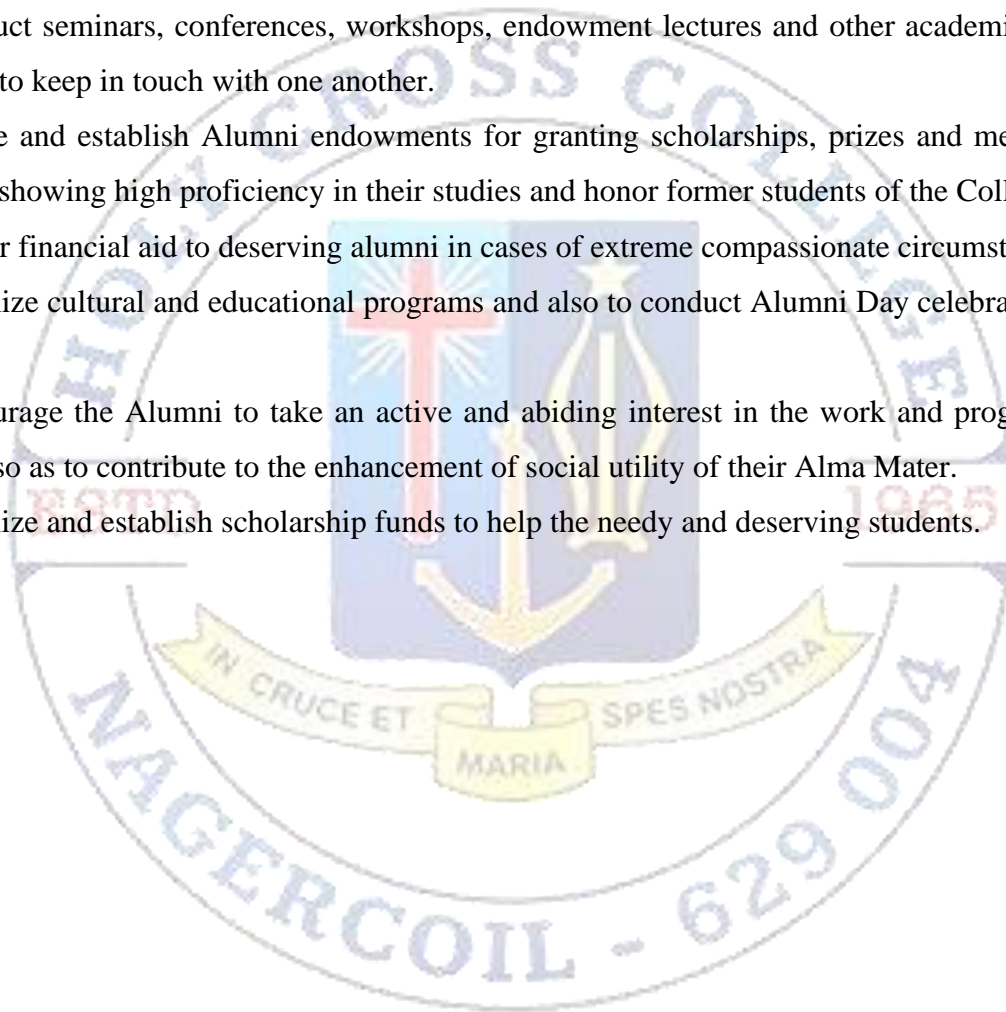 uct seminars, conferences, workshops, endowment lectures and other academi
to keep in touch with one another.
e and establish Alumni endowments for granting scholarships, prizes and me
showing high proficiency in their studies and honor former students of the Coll
r financial aid to deserving alumni in cases of extreme compassionate circumst
ize cultural and educational programs and also to conduct Alumni Day celebra
urage the Alumni to take an active and abiding interest in the work and prog
so as to contribute to the enhancement of social utility of their Alma Mater.
ize and establish scholarship funds to help the needy and deserving students.
HOLY CROSS COLLEGE
ESTD 1965
IN CRUCE ET MARIA SPES NOSTRA
NAGERCOIL - 629 004